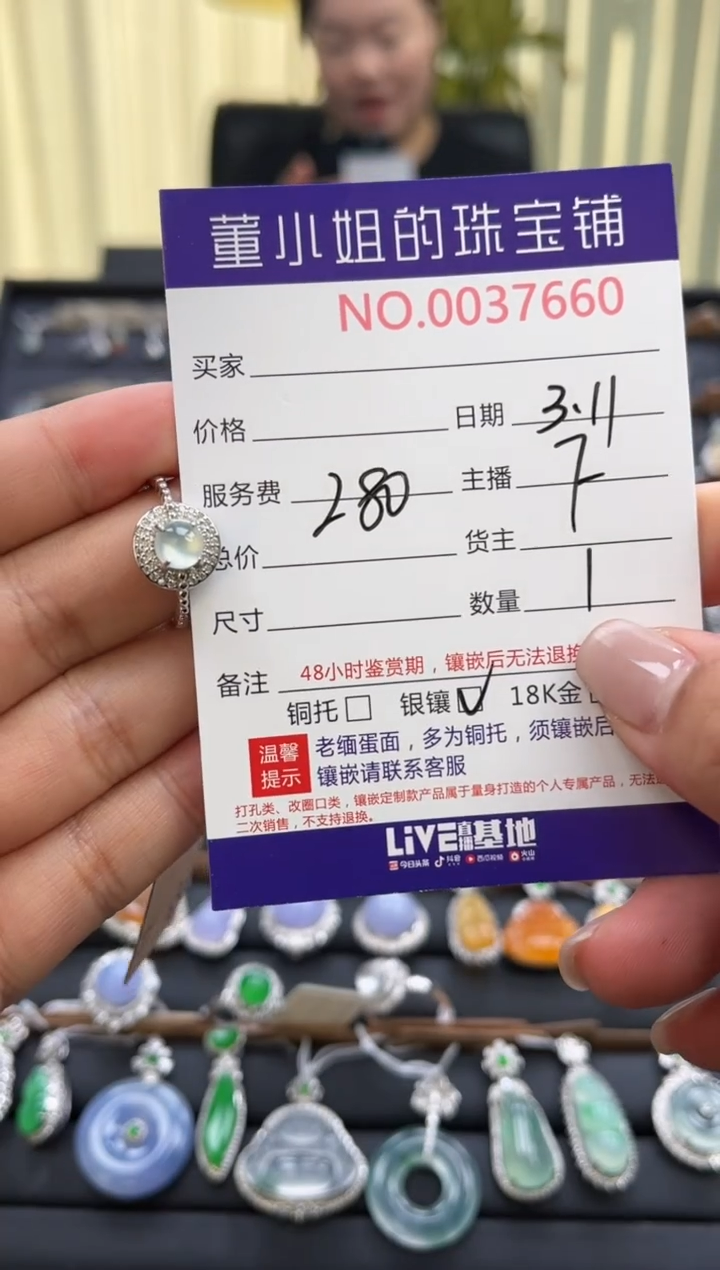 董小姐的珠宝铺
NO.0037660
买家
价格 日期 3.11
服务费 280 主播 7
总价 货主
尺寸 数量 1
备注 48小时鉴赏期，镶嵌后无法退换
铜托 银镶 ✓ 18K金
温馨提示 老缅蛋面，多为铜托，须镶嵌后
镶嵌请联系客服
打孔类、改圈口类，镶嵌定制款产品属于量身打造的个人专属产品，无法
二次销售，不支持退换。
LiVE直播基地
今日头条 抖音 西瓜视频 火山